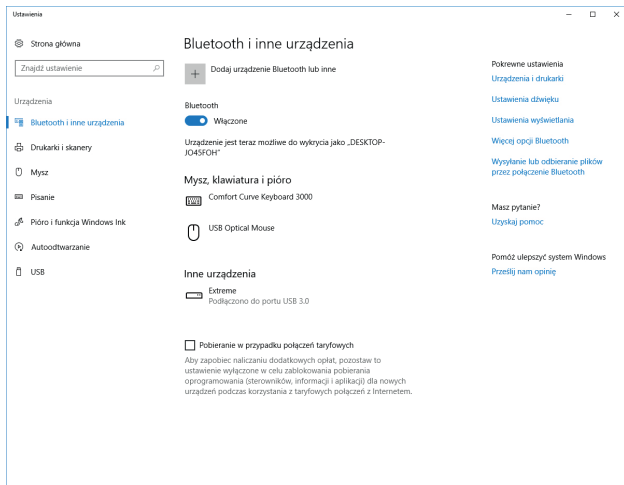 Ustawienia
Strona główna
Znajdź ustawienie
Urządzenia
Bluetooth i inne urządzenia
Drukarki i skanery
Mysz
Pisanie
Pióro i funkcja Windows Ink
Autoodtwarzanie
USB
Bluetooth i inne urządzenia
Dodaj urządzenie Bluetooth lub inne
Bluetooth
Włączone
Urządzenie jest teraz możliwe do wykrycia jako „DESKTOP-
JO45FOH”
Mysz, klawiatura i pióro
Comfort Curve Keyboard 3000
USB Optical Mouse
Inne urządzenia
Extreme
Podłączono do portu USB 3.0
Pobieranie w przypadku połączeń taryfowych
Aby zapobiec naliczaniu dodatkowych opłat, pozostaw to
ustawienie wyłączone w celu zablokowania pobierania
oprogramowania (sterowników, informacji i aplikacji) dla nowych
urządzeń podczas korzystania z taryfowych połączeń z Internetem.
Pokrewne ustawienia
Urządzenia i drukarki
Ustawienia dźwięku
Ustawienia wyświetlania
Więcej opcji Bluetooth
Wysyłanie lub odbieranie plików
przez połączenie Bluetooth
Masz pytanie?
Uzyskaj pomoc
Pomóż ulepszyć system Windows
Prześlij nam opinię